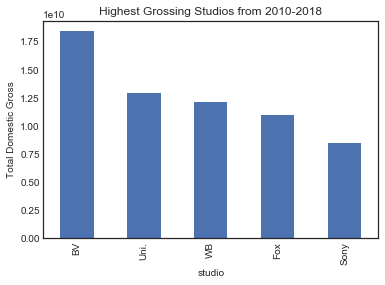 Highest Grossing Studios from 2010-2018
1e10
1.75
1.50
1.25
1.00
0.75
0.50
0.25
0.00
Total Domestic Gross
BV
Uni.
WB
Fox
Sony
studio